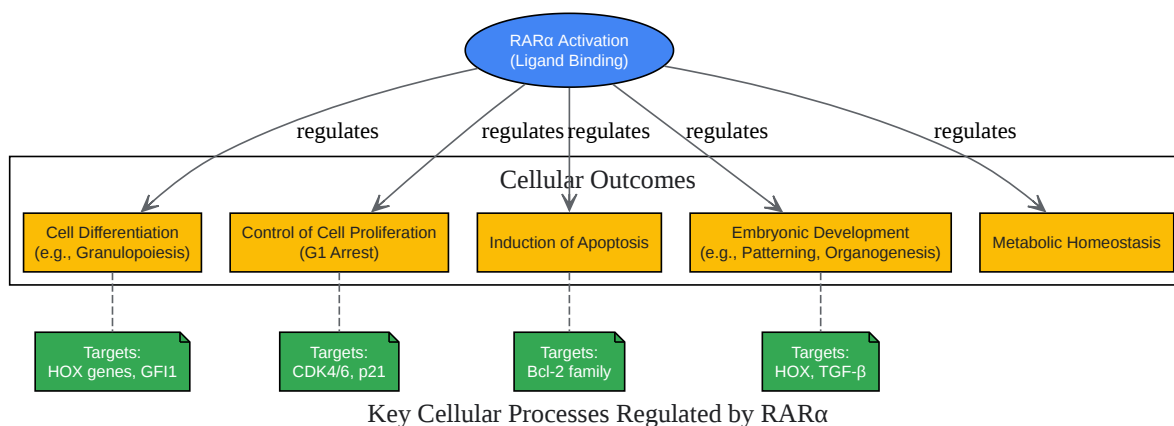 RARα Activation
(Ligand Binding)
regulates
regulates
regulates
regulates
regulates
Cellular Outcomes
Cell Differentiation
(e.g., Granulopoiesis)
Control of Cell Proliferation
(G1 Arrest)
Induction of Apoptosis
Embryonic Development
(e.g., Patterning, Organogenesis)
Metabolic Homeostasis
Targets:
HOX genes, GFI1
Targets:
CDK4/6, p21
Targets:
Bcl-2 family
Targets:
HOX, TGF-β
Key Cellular Processes Regulated by RARα